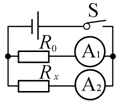 S
R₀ A₁
Rₓ A₂